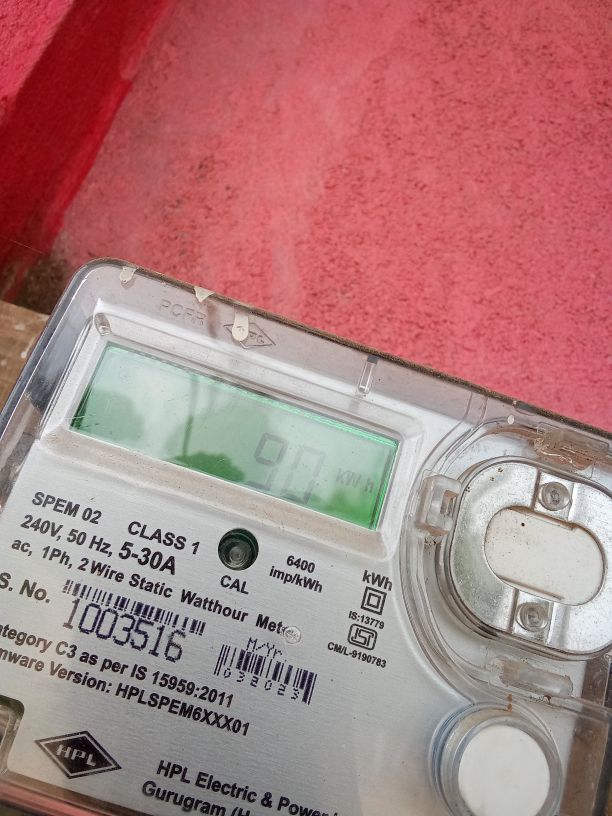 PCFR
90 kWh
SPEM 02 CLASS 1
240V, 50 Hz, 5-30A
ac, 1Ph, 2 Wire Static Watthour
CAL
6400
imp/kWh
kWh
IS:13779
CM/L-9190783
S. No.
1003516
M/Yr
032023
Category C3 as per IS 15959:2011
Version: HPLSPEM6XXX01
HPL
HPL Electric & Power
Gurugram